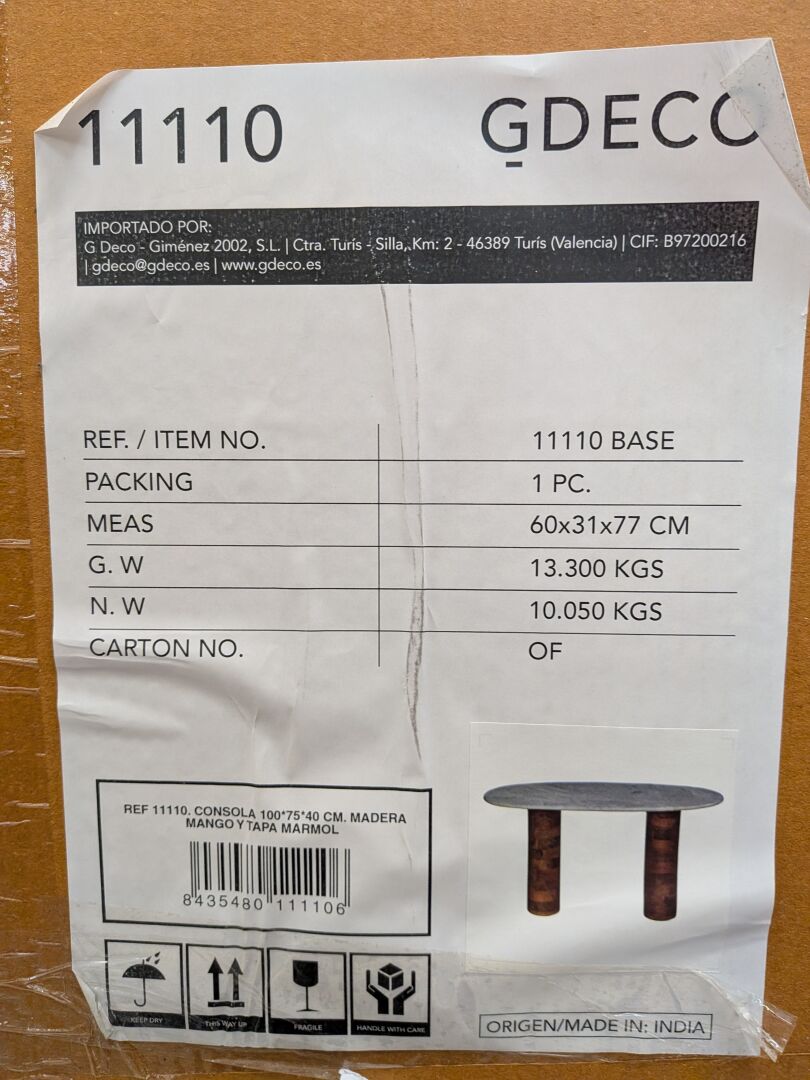 11110
GDECO
IMPORTADO POR:
G Deco - Giménez 2002, S.L. | Ctra. Turís - Silla, Km: 2 - 46389 Turís (Valencia) | CIF: B97200216
| gdeco@gdeco.es | www.gdeco.es
REF. / ITEM NO. 11110 BASE
PACKING 1 PC.
MEAS 60x31x77 CM
G. W 13.300 KGS
N. W 10.050 KGS
CARTON NO. OF
REF 11110. CONSOLA 100*75*40 CM. MADERA
MANGO Y TAPA MARMOL
8435480 111106
KEEP DRY
THIS WAY UP
FRAGILE
HANDLE WITH CARE
ORIGEN/MADE IN: INDIA